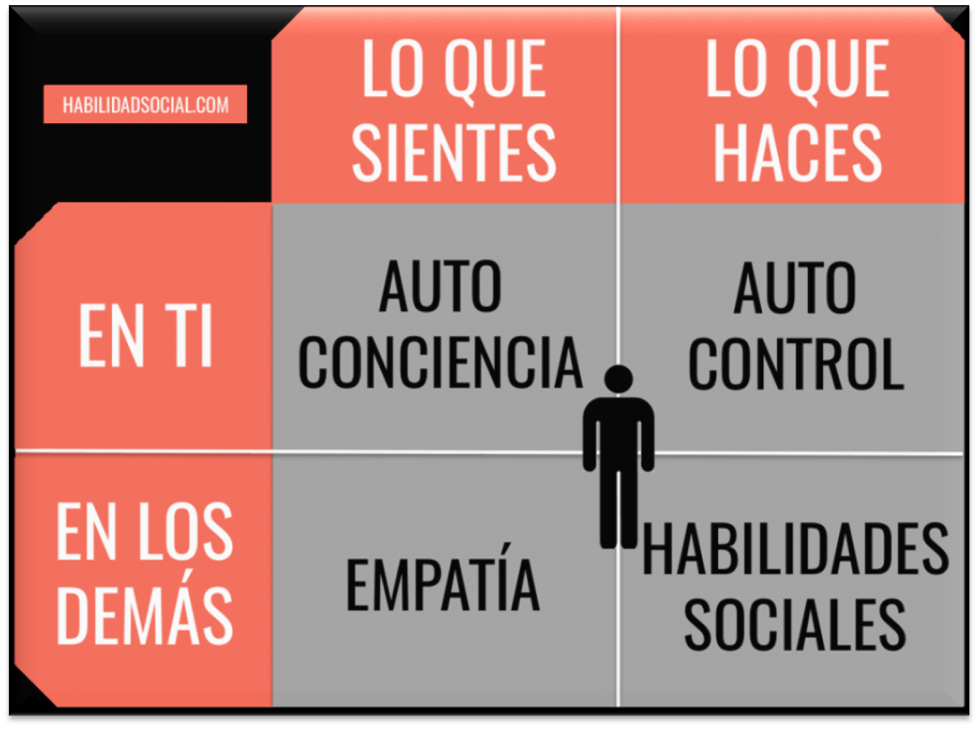 HABILIDADSOCIAL.COM
LO QUE
SIENTES
LO QUE
HACES
EN TI
AUTO
CONCIENCIA
AUTO
CONTROL
EN LOS
DEMÁS
EMPATÍA
HABILIDADES
SOCIALES